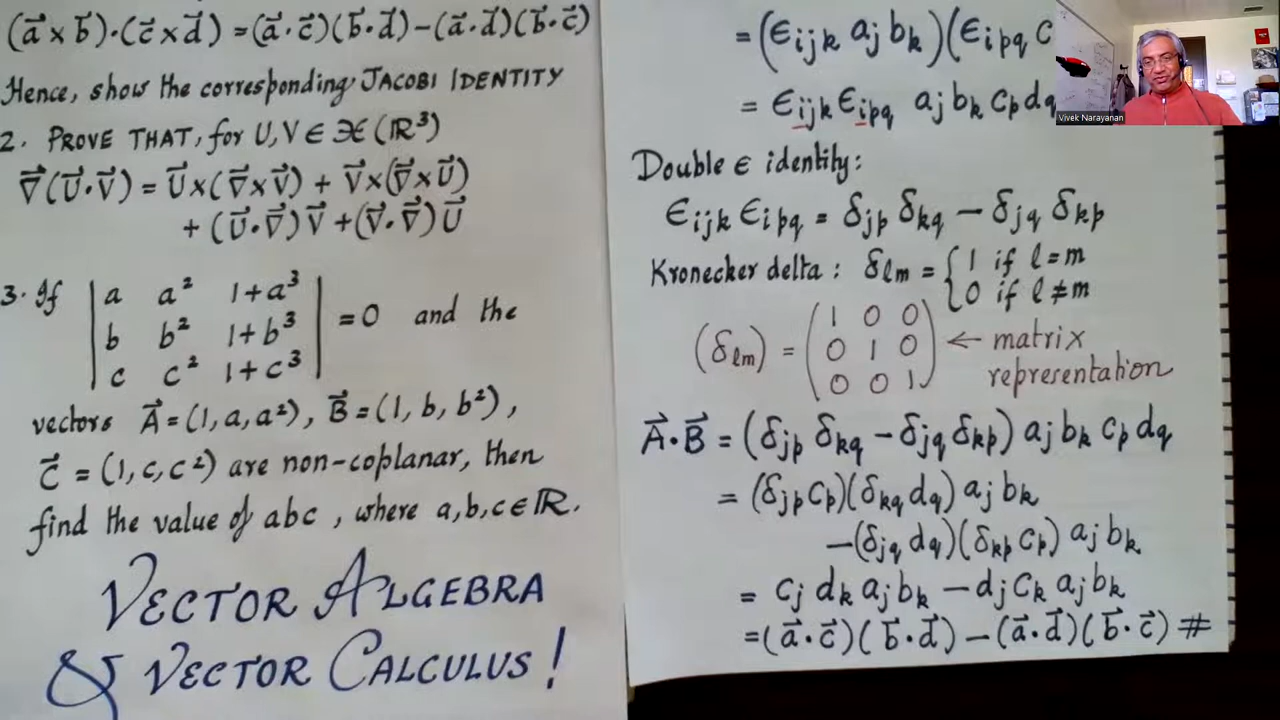 (a⃗ × b⃗)·(c⃗ × d⃗) = (a⃗·c⃗)(b⃗·d⃗) − (a⃗·d⃗)(b⃗·c⃗)
Hence, show the corresponding JACOBI IDENTITY
2. PROVE THAT, for U, V ∈ 𝔛(ℝ³)
∇⃗(U⃗·V⃗) = U⃗×(∇⃗×V⃗) + V⃗×(∇⃗×U⃗)
+ (U⃗·∇⃗)V⃗ + (V⃗·∇⃗)U⃗
3. If | a a² 1+a³ |
| b b² 1+b³ | = 0 and the
| c c² 1+c³ |
vectors A⃗ = (1, a, a²), B⃗ = (1, b, b²),
C⃗ = (1, c, c²) are non-coplanar, then
find the value of abc, where a, b, c ∈ ℝ.
VECTOR ALGEBRA
& VECTOR CALCULUS!
= (ϵijk aj bk)(ϵipq c
= ϵijk ϵipq aj bk cp dq
Double ϵ identity:
ϵijk ϵipq = δjp δkq − δjq δkp
Kronecker delta: δlm = { 1 if l = m
0 if l ≠ m
(δlm) = ( 1 0 0
0 1 0 ← matrix
0 0 1 ) representation
A⃗·B⃗ = (δjp δkq − δjq δkp) aj bk cp dq
= (δjp cp)(δkq dq) aj bk
−(δjq dq)(δkp cp) aj bk
= cj dk aj bk − dj ck aj bk
= (a⃗·c⃗)(b⃗·d⃗) − (a⃗·d⃗)(b⃗·c⃗) #
Vivek Narayanan